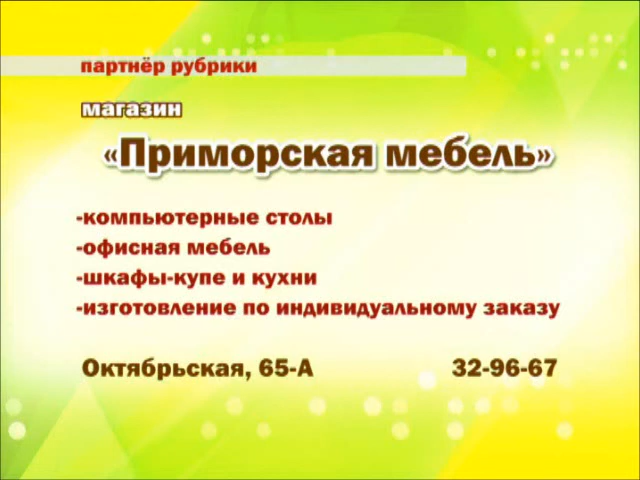 партнёр рубрики
магазин
«Приморская мебель»
-компьютерные столы
-офисная мебель
-шкафы-купе и кухни
-изготовление по индивидуальному заказу
Октябрьская, 65-А 32-96-67